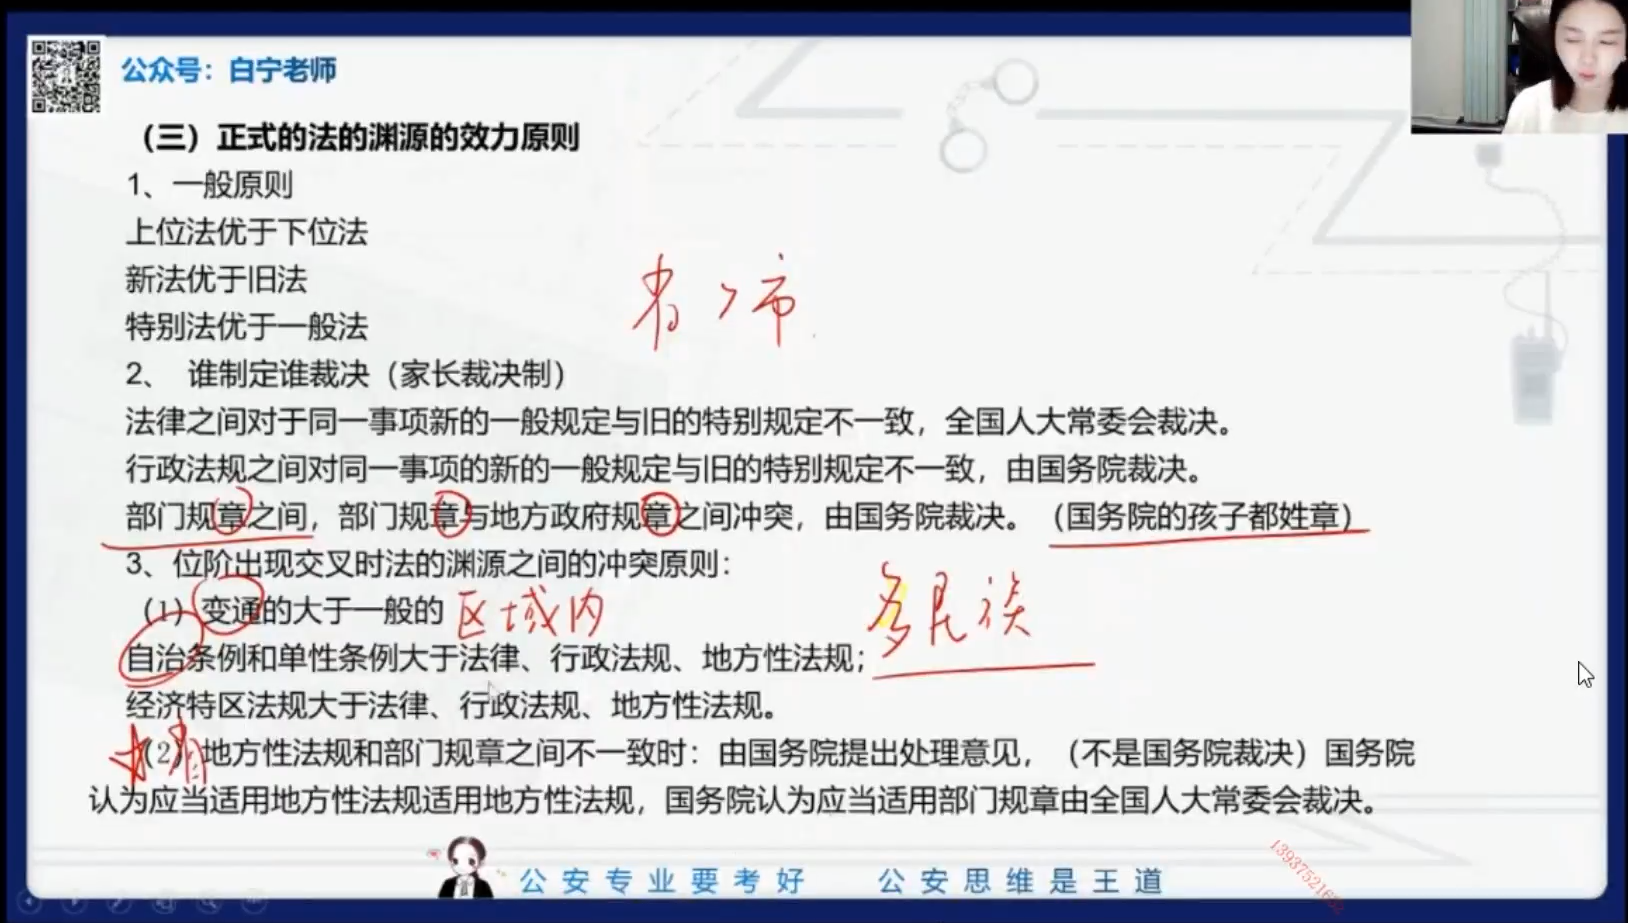 公众号：白宁老师
（三）正式的法的渊源的效力原则
1、一般原则
上位法优于下位法
新法优于旧法
特别法优于一般法
省 > 市
2、 谁制定谁裁决（家长裁决制）
法律之间对于同一事项新的一般规定与旧的特别规定不一致，全国人大常委会裁决。
行政法规之间对同一事项的新的一般规定与旧的特别规定不一致，由国务院裁决。
部门规章之间，部门规章与地方政府规章之间冲突，由国务院裁决。（国务院的孩子都姓章）
3、位阶出现交叉时法的渊源之间的冲突原则：
（1）变通的大于一般的 区域内
多民族
自治条例和单性条例大于法律、行政法规、地方性法规；
经济特区法规大于法律、行政法规、地方性法规。
（2）地方性法规和部门规章之间不一致时：由国务院提出处理意见，（不是国务院裁决）国务院
认为应当适用地方性法规适用地方性法规，国务院认为应当适用部门规章由全国人大常委会裁决。
公安专业要考好 公安思维是王道